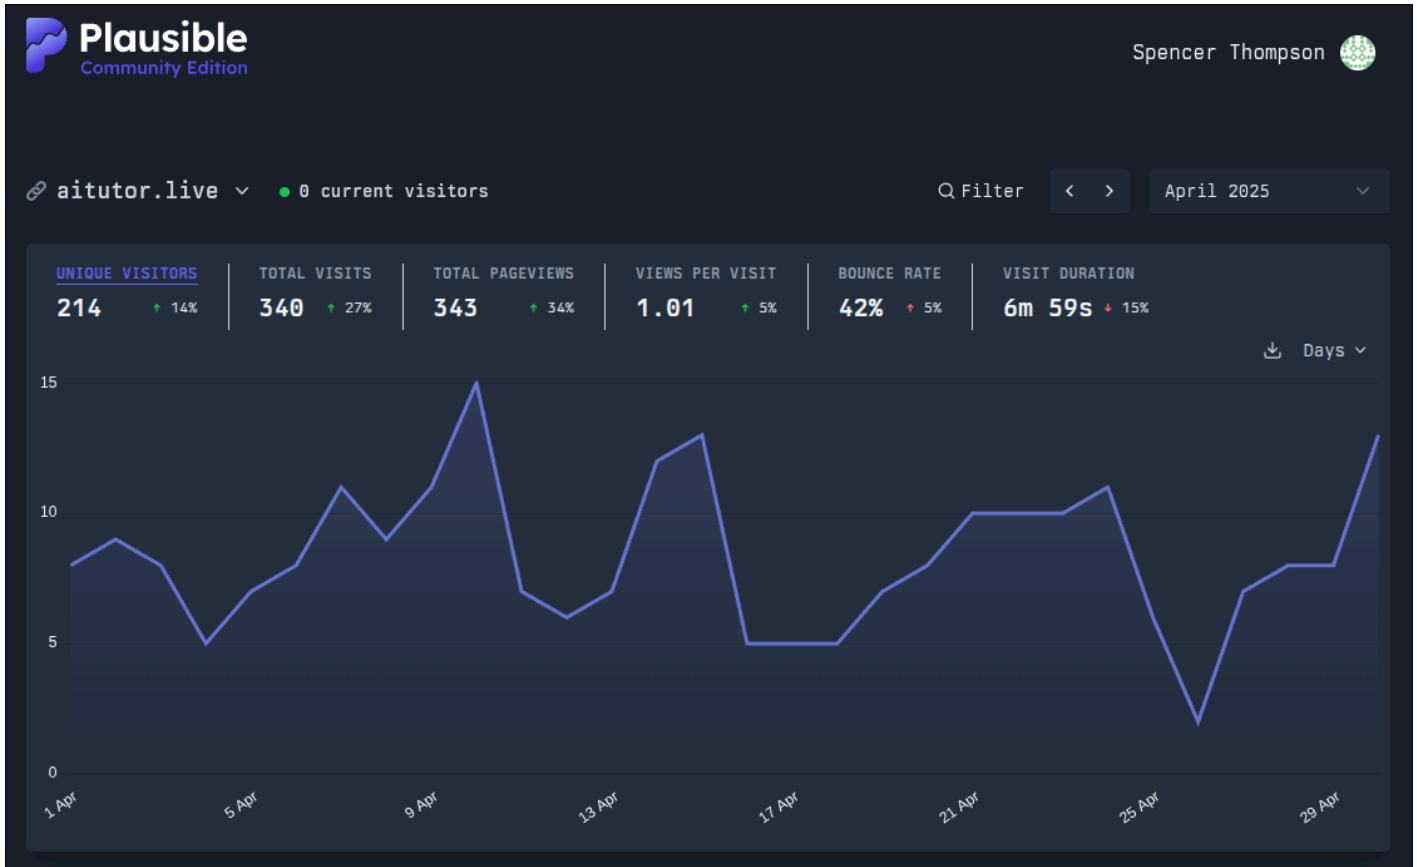 Plausible
Community Edition
Spencer Thompson
aitutor.live
0 current visitors
Filter
April 2025
UNIQUE VISITORS
214 ↑ 14%
TOTAL VISITS
340 ↑ 27%
TOTAL PAGEVIEWS
343 ↑ 34%
VIEWS PER VISIT
1.01 ↑ 5%
BOUNCE RATE
42% ↑ 5%
VISIT DURATION
6m 59s ↓ 15%
Days
15
10
5
0
1 Apr
5 Apr
9 Apr
13 Apr
17 Apr
21 Apr
25 Apr
29 Apr